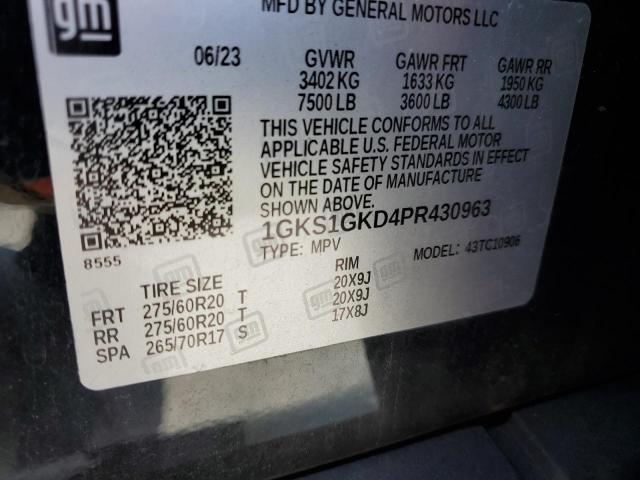 gm
MFD BY GENERAL MOTORS LLC
06/23 GVWR GAWR FRT GAWR RR
3402 KG 1633 KG 1950 KG
7500 LB 3600 LB 4300 LB
THIS VEHICLE CONFORMS TO ALL
APPLICABLE U.S. FEDERAL MOTOR
VEHICLE SAFETY STANDARDS IN EFFECT
ON THE DATE OF MANUFACTURE
SHOWN ABOVE.
1GKS1GKD4PR430963
8555 TYPE: MPV MODEL: 43TC10906
TIRE SIZE RIM
FRT 275/60R20 T 20X9J
RR 275/60R20 T 20X9J
SPA 265/70R17 S 17X8J